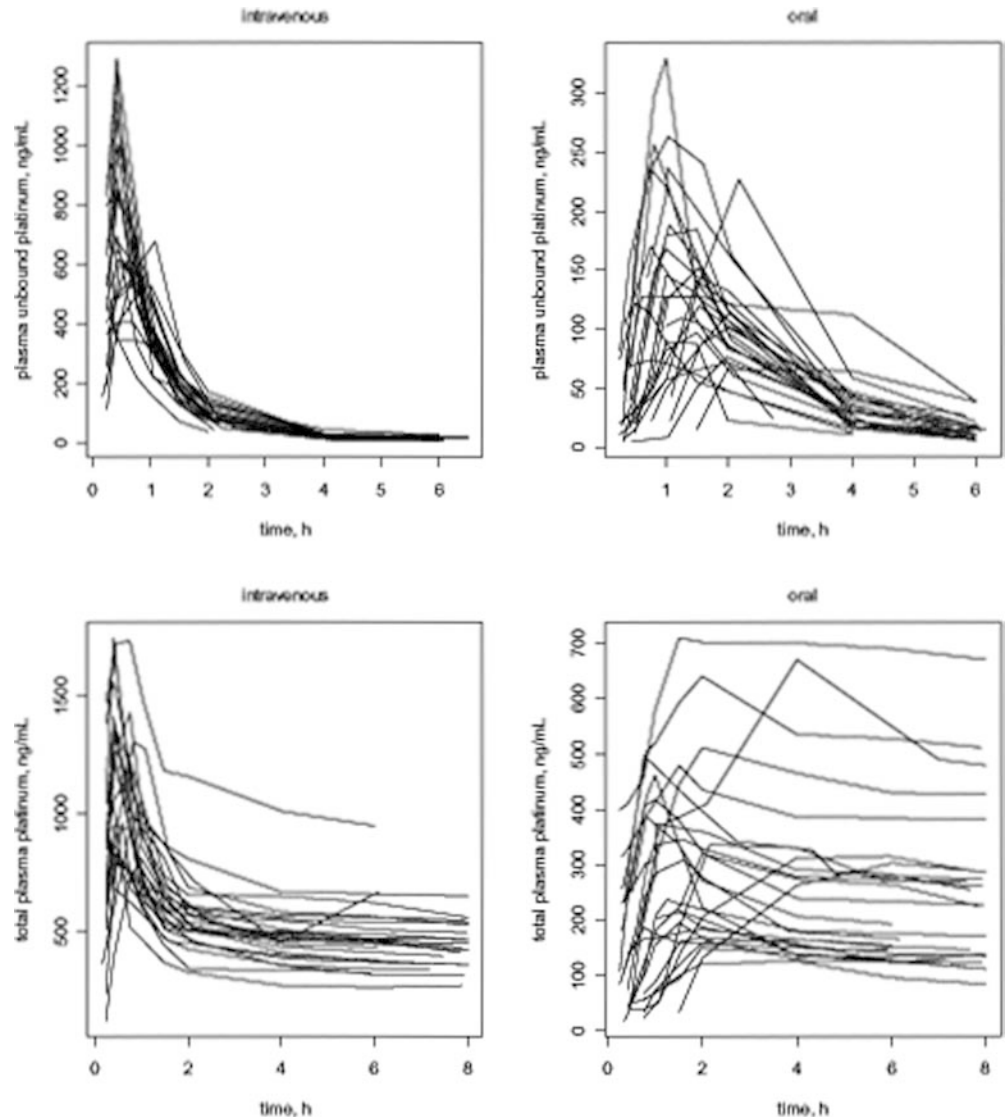 intravenous
plasma unbound platinum, ng/mL
0 200 400 600 800 1000 1200
0 1 2 3 4 5 6
time, h
oral
plasma unbound platinum, ng/mL
0 50 100 150 200 250 300
1 2 3 4 5 6
time, h
intravenous
total plasma platinum, ng/mL
500 1000 1500
0 2 4 6 8
time, h
oral
total plasma platinum, ng/mL
0 100 200 300 400 500 600 700
0 2 4 6 8
time, h